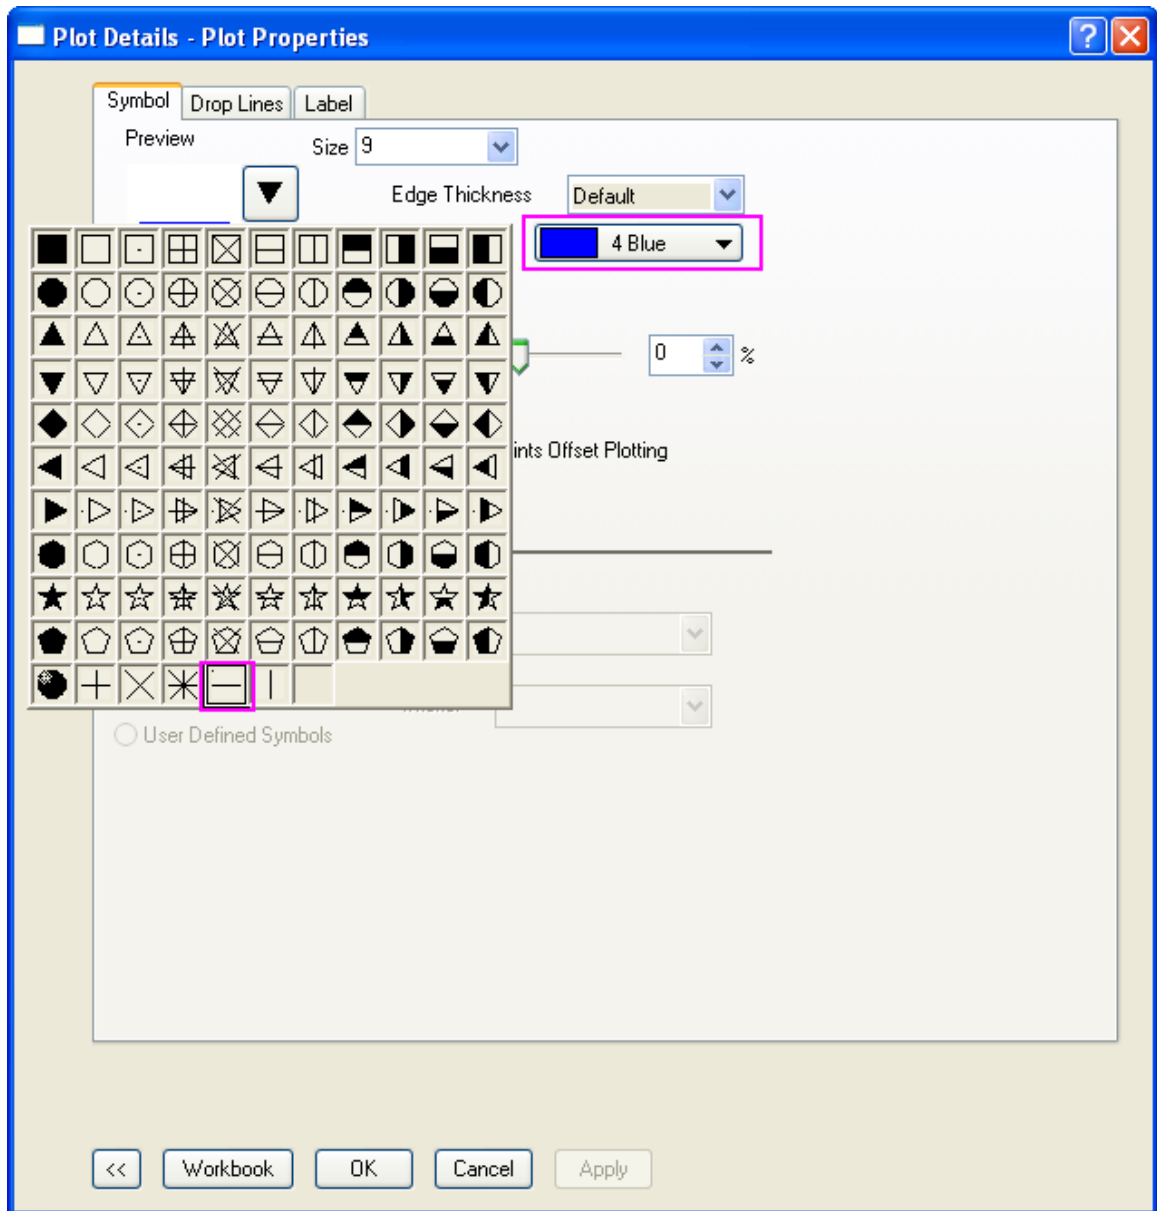 Plot Details - Plot Properties
Symbol Drop Lines Label
Preview Size 9
Edge Thickness Default
4 Blue
0 %
ints Offset Plotting
User Defined Symbols
<< Workbook OK Cancel Apply